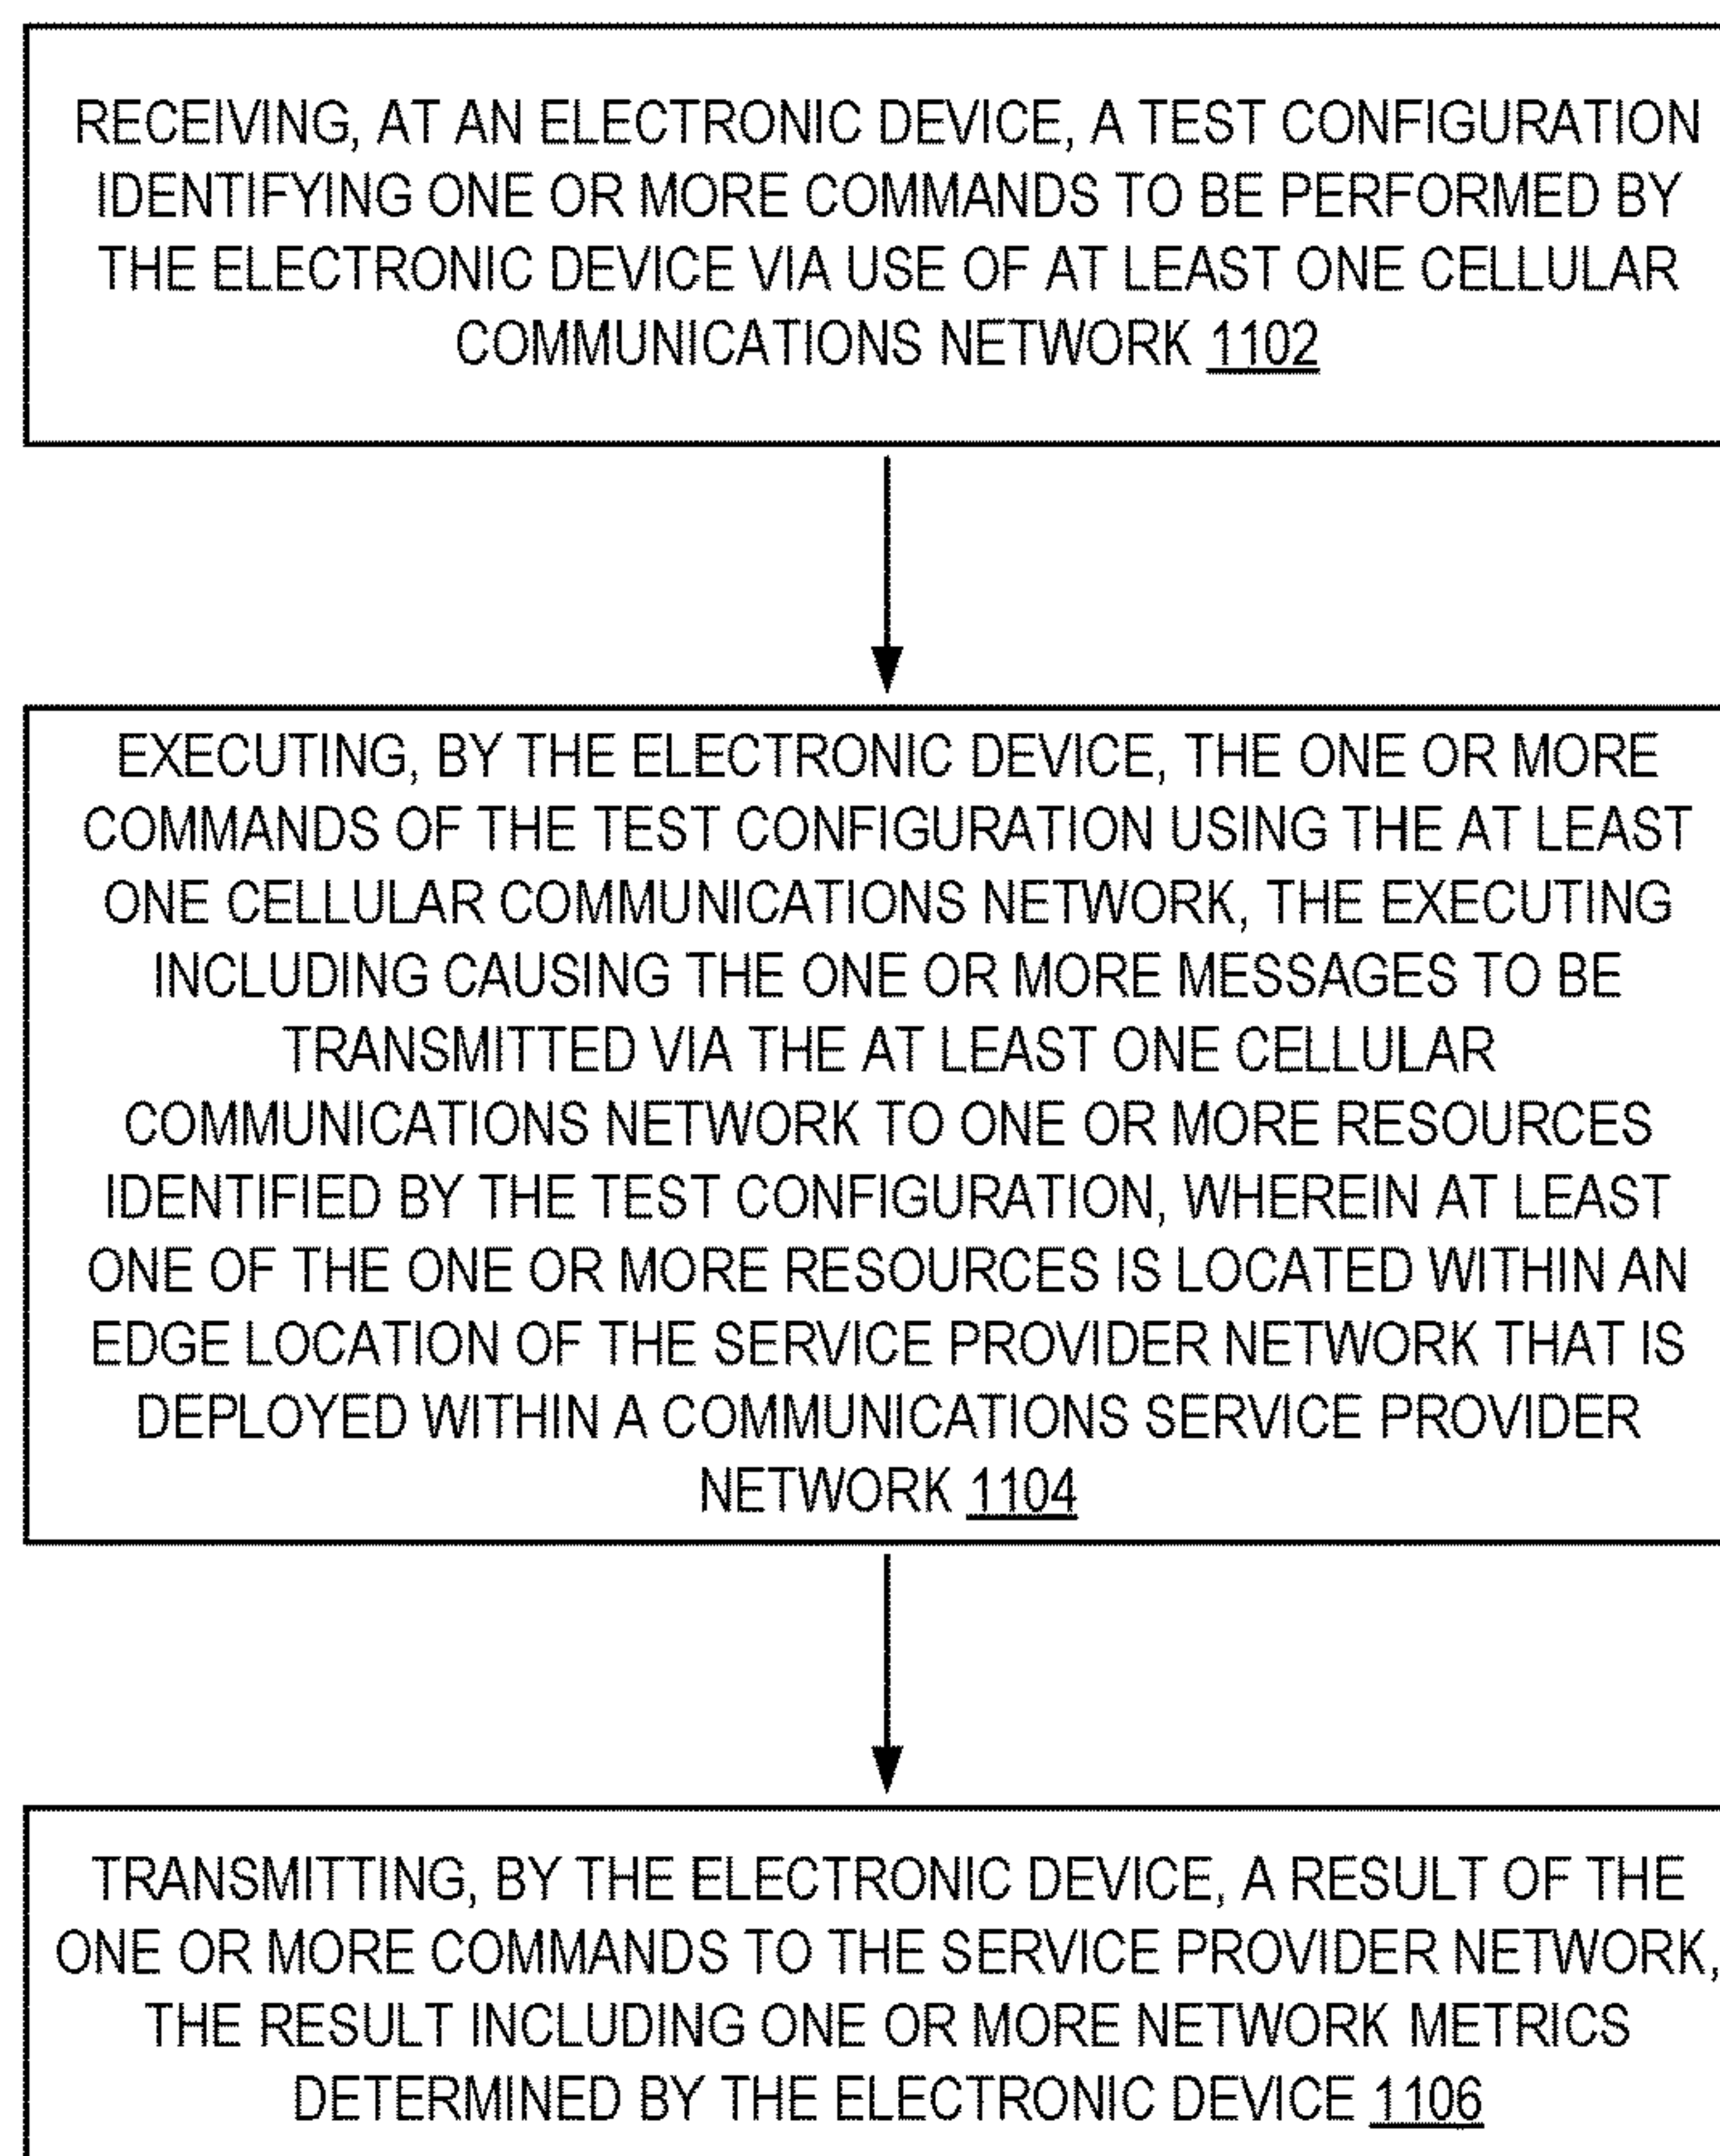 RECEIVING, AT AN ELECTRONIC DEVICE, A TEST CONFIGURATION
IDENTIFYING ONE OR MORE COMMANDS TO BE PERFORMED BY
THE ELECTRONIC DEVICE VIA USE OF AT LEAST ONE CELLULAR
COMMUNICATIONS NETWORK 1102
EXECUTING, BY THE ELECTRONIC DEVICE, THE ONE OR MORE
COMMANDS OF THE TEST CONFIGURATION USING THE AT LEAST
ONE CELLULAR COMMUNICATIONS NETWORK, THE EXECUTING
INCLUDING CAUSING THE ONE OR MORE MESSAGES TO BE
TRANSMITTED VIA THE AT LEAST ONE CELLULAR
COMMUNICATIONS NETWORK TO ONE OR MORE RESOURCES
IDENTIFIED BY THE TEST CONFIGURATION, WHEREIN AT LEAST
ONE OF THE ONE OR MORE RESOURCES IS LOCATED WITHIN AN
EDGE LOCATION OF THE SERVICE PROVIDER NETWORK THAT IS
DEPLOYED WITHIN A COMMUNICATIONS SERVICE PROVIDER
NETWORK 1104
TRANSMITTING, BY THE ELECTRONIC DEVICE, A RESULT OF THE
ONE OR MORE COMMANDS TO THE SERVICE PROVIDER NETWORK,
THE RESULT INCLUDING ONE OR MORE NETWORK METRICS
DETERMINED BY THE ELECTRONIC DEVICE 1106